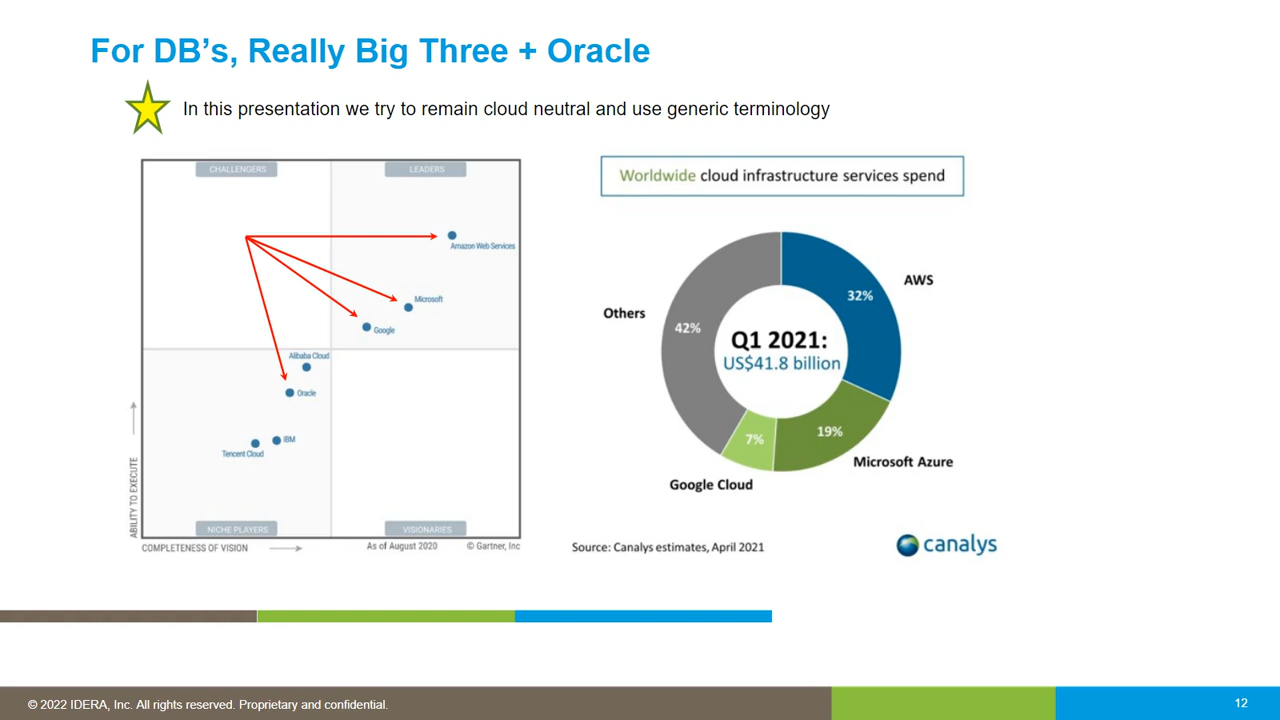 For DB's, Really Big Three + Oracle
In this presentation we try to remain cloud neutral and use generic terminology
CHALLENGERS
LEADERS
Amazon Web Services
Microsoft
Google
Alibaba Cloud
Oracle
IBM
Tencent Cloud
NICHE PLAYERS
VISIONARIES
ABILITY TO EXECUTE
COMPLETENESS OF VISION
As of August 2020
© Gartner, Inc
Worldwide cloud infrastructure services spend
AWS
32%
Others
42%
Q1 2021:
US$41.8 billion
19%
7%
Microsoft Azure
Google Cloud
Source: Canalys estimates, April 2021
canalys
© 2022 IDERA, Inc. All rights reserved. Proprietary and confidential.
12